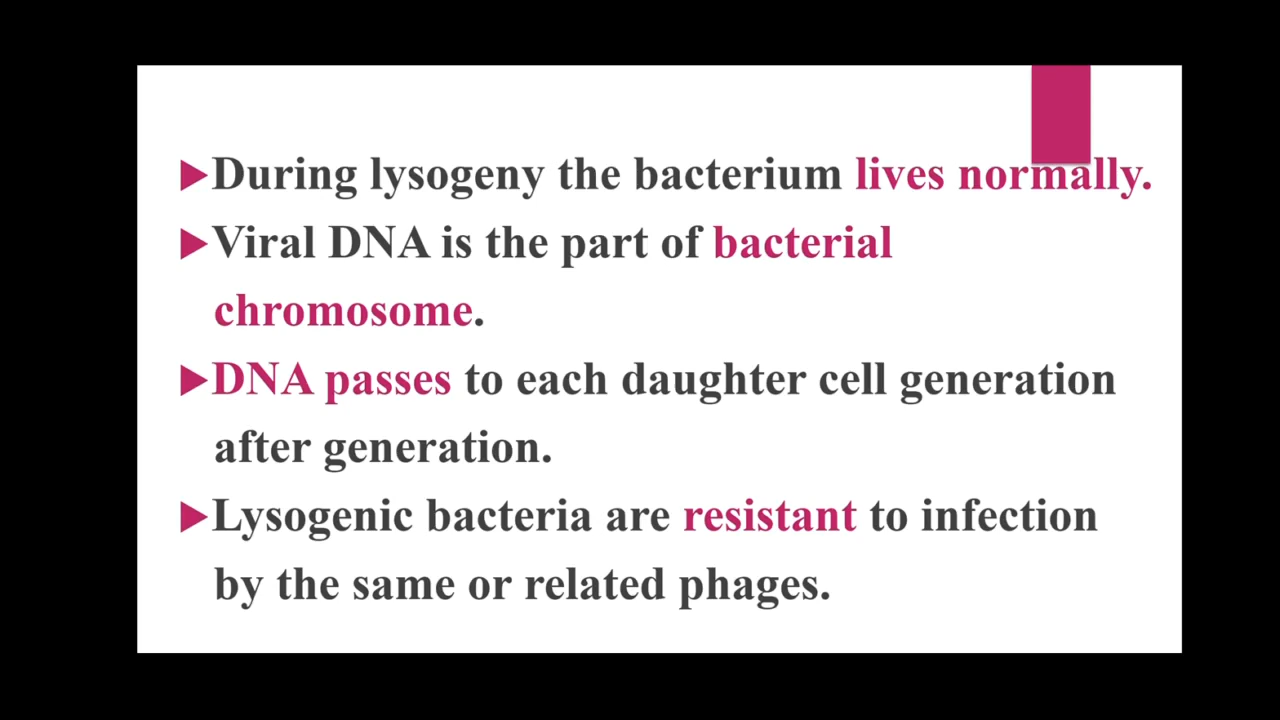 During lysogeny the bacterium lives normally.
Viral DNA is the part of bacterial
chromosome.
DNA passes to each daughter cell generation
after generation.
Lysogenic bacteria are resistant to infection
by the same or related phages.